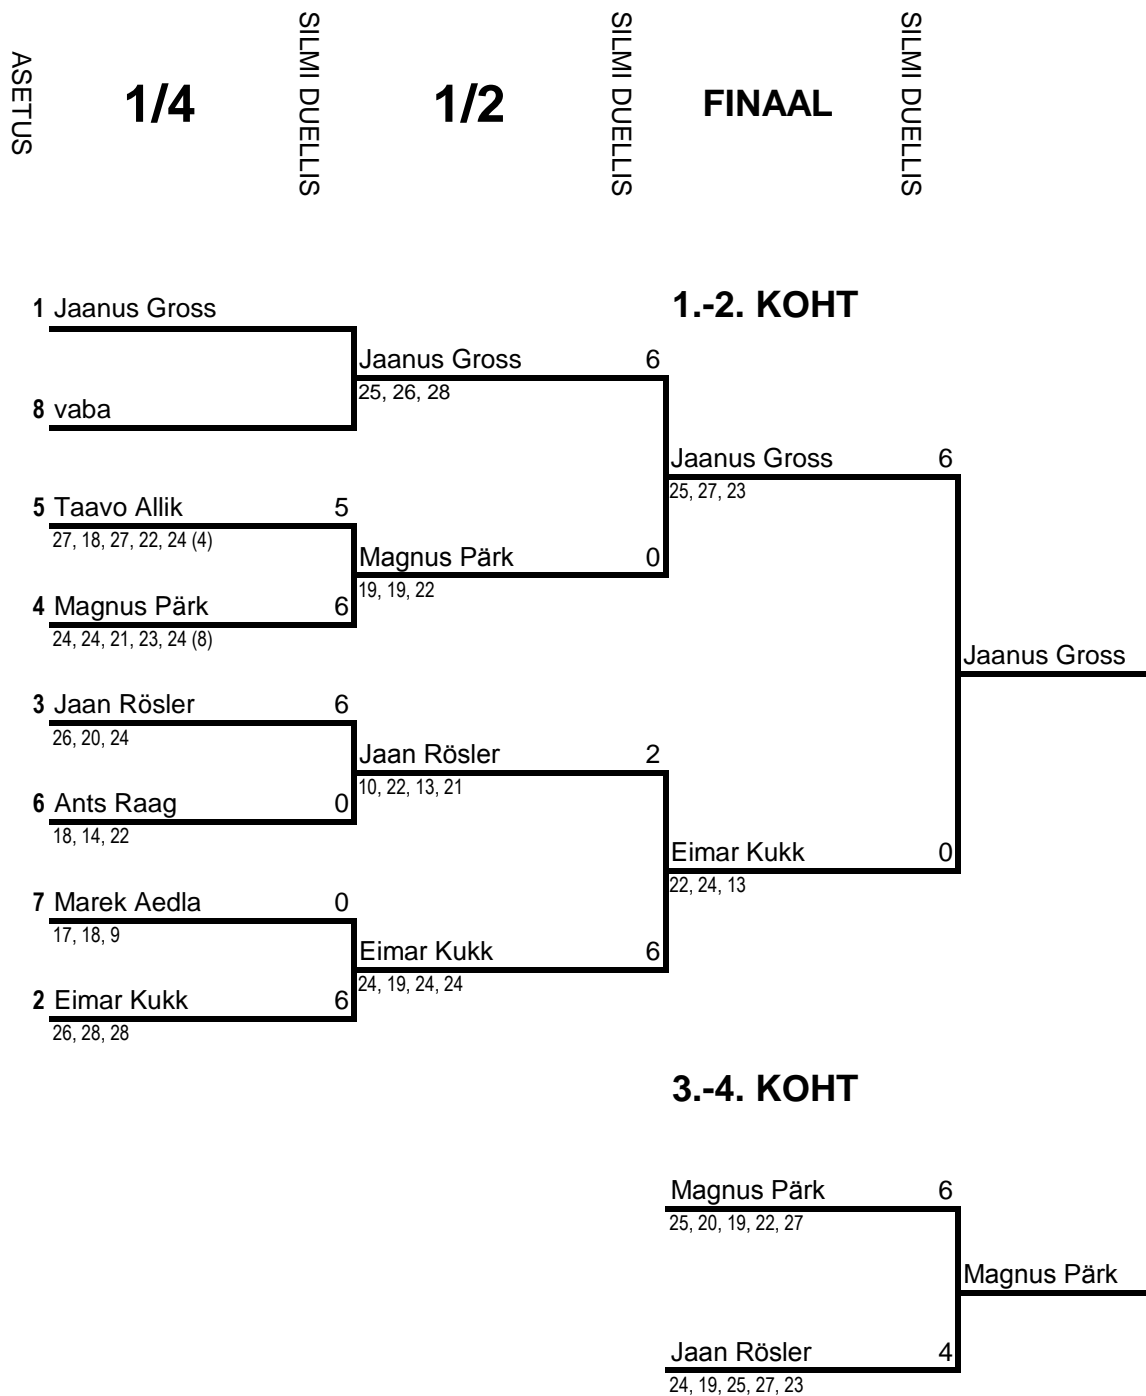 ASETUS
1/4
SILMI DUELLIS
1/2
SILMI DUELLIS
FINAAL
SILMI DUELLIS
1.-2. KOHT
1 Jaanus Gross
Jaanus Gross 6
25, 26, 28
8 vaba
Jaanus Gross 6
25, 27, 23
5 Taavo Allik 5
27, 18, 27, 22, 24 (4)
Magnus Pärk 0
19, 19, 22
4 Magnus Pärk 6
24, 24, 21, 23, 24 (8)
Jaanus Gross
3 Jaan Rösler 6
26, 20, 24
Jaan Rösler 2
10, 22, 13, 21
6 Ants Raag 0
18, 14, 22
Eimar Kukk 0
22, 24, 13
7 Marek Aedla 0
17, 18, 9
Eimar Kukk 6
24, 19, 24, 24
2 Eimar Kukk 6
26, 28, 28
3.-4. KOHT
Magnus Pärk 6
25, 20, 19, 22, 27
Magnus Pärk
Jaan Rösler 4
24, 19, 25, 27, 23